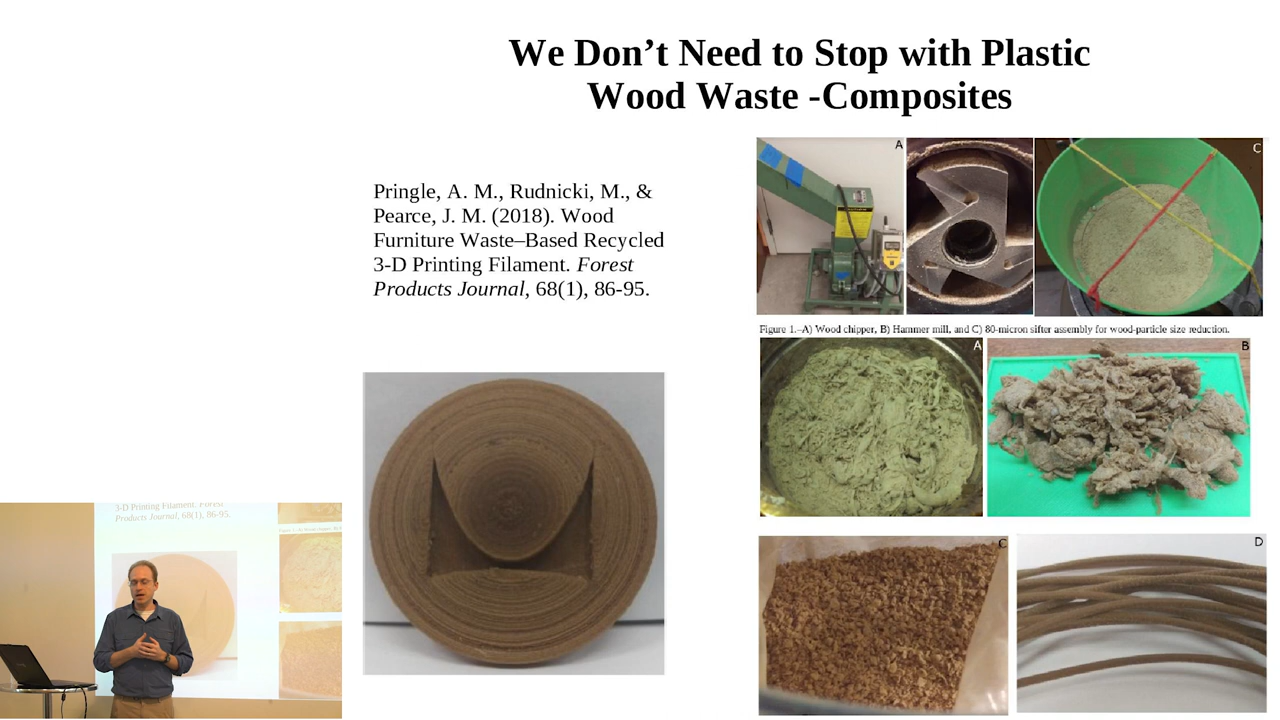 We Don’t Need to Stop with Plastic
Wood Waste -Composites
Pringle, A. M., Rudnicki, M., &
Pearce, J. M. (2018). Wood
Furniture Waste–Based Recycled
3-D Printing Filament. Forest
Products Journal, 68(1), 86-95.
A
C
Figure 1.–A) Wood chipper, B) Hammer mill, and C) 80-micron sifter assembly for wood-particle size reduction.
A
B
C
D
3-D Printing Filament. Forest
Products Journal, 68(1), 86-95.